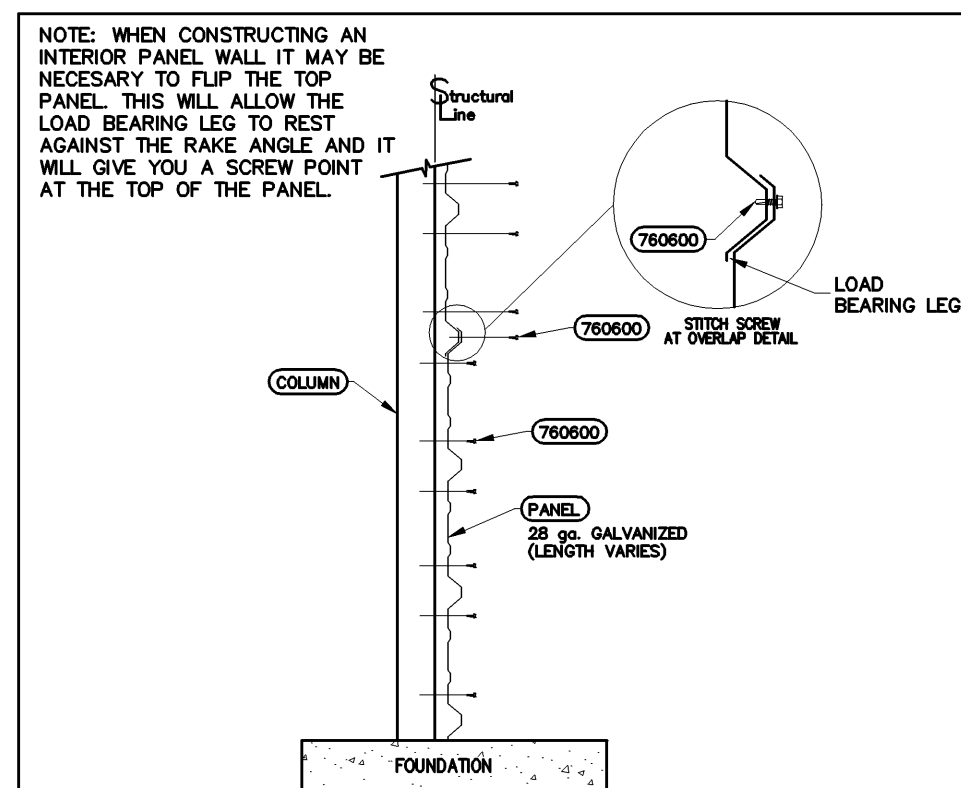 NOTE: WHEN CONSTRUCTING AN
INTERIOR PANEL WALL IT MAY BE
NECESARY TO FLIP THE TOP
PANEL. THIS WILL ALLOW THE
LOAD BEARING LEG TO REST
AGAINST THE RAKE ANGLE AND IT
WILL GIVE YOU A SCREW POINT
AT THE TOP OF THE PANEL.
Structural
Line
760600
LOAD
BEARING LEG
STITCH SCREW
AT OVERLAP DETAIL
760600
COLUMN
760600
PANEL
28 ga. GALVANIZED
(LENGTH VARIES)
FOUNDATION